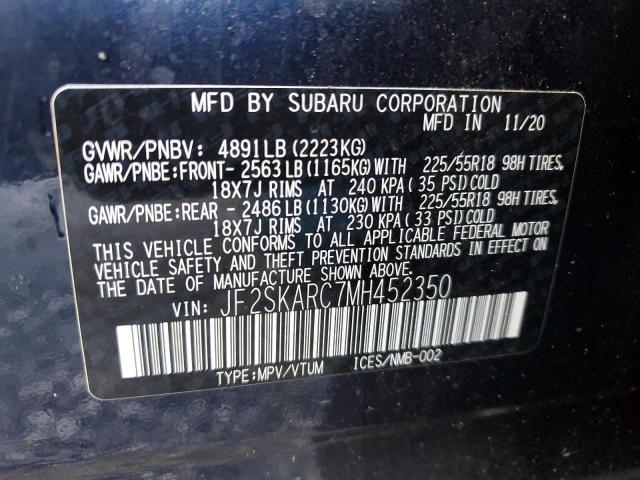 MFD BY SUBARU CORPORATION
MFD IN 11/20
GVWR/PNBV: 4891LB (2223KG)
GAWR/PNBE:FRONT- 2563LB (1165KG) WITH 225/55R18 98H TIRES,
18X7J RIMS AT 240 KPA (35 PSI) COLD
GAWR/PNBE:REAR - 2486LB (1130KG) WITH 225/55R18 98H TIRES,
18X7J RIMS AT 230 KPA (33 PSI) COLD
THIS VEHICLE CONFORMS TO ALL APPLICABLE FEDERAL MOTOR
VEHICLE SAFETY AND THEFT PREVENTION STANDARDS IN EFFECT ON
THE DATE OF MANUFACTURE SHOWN ABOVE.
VIN: JF2SKARC7MH452350
TYPE:MPV/VTUM ICES/NMB-002